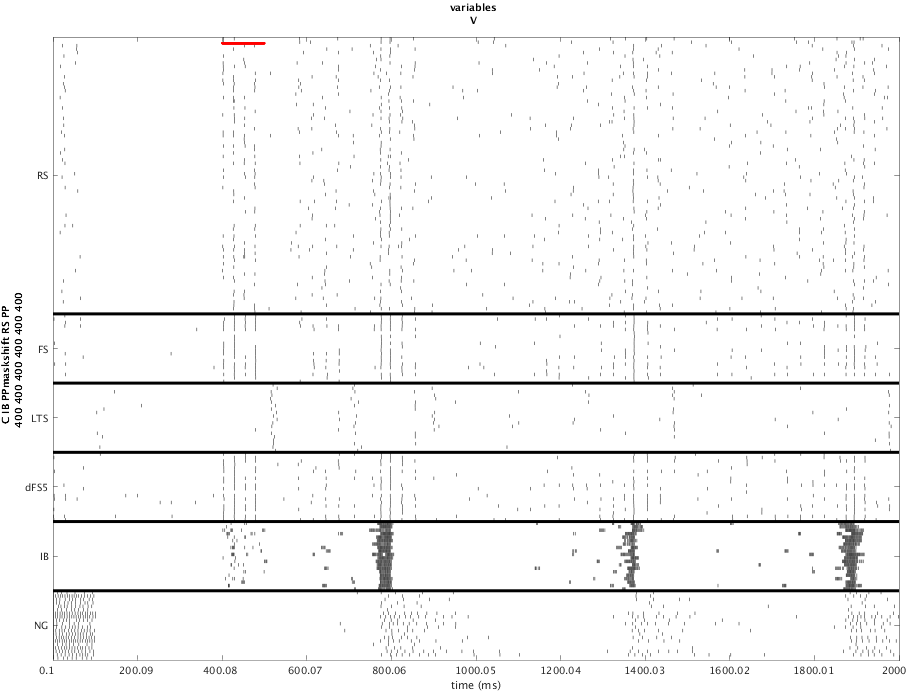 variables
V
RS
FS
LTS
dFS5
IB
NG
C IB PPmaskshift RS PP
400 400 400 400 400 400
0.1 200.09 400.08 600.07 800.06 1000.05 1200.04 1400.03 1600.02 1800.01 2000
time (ms)